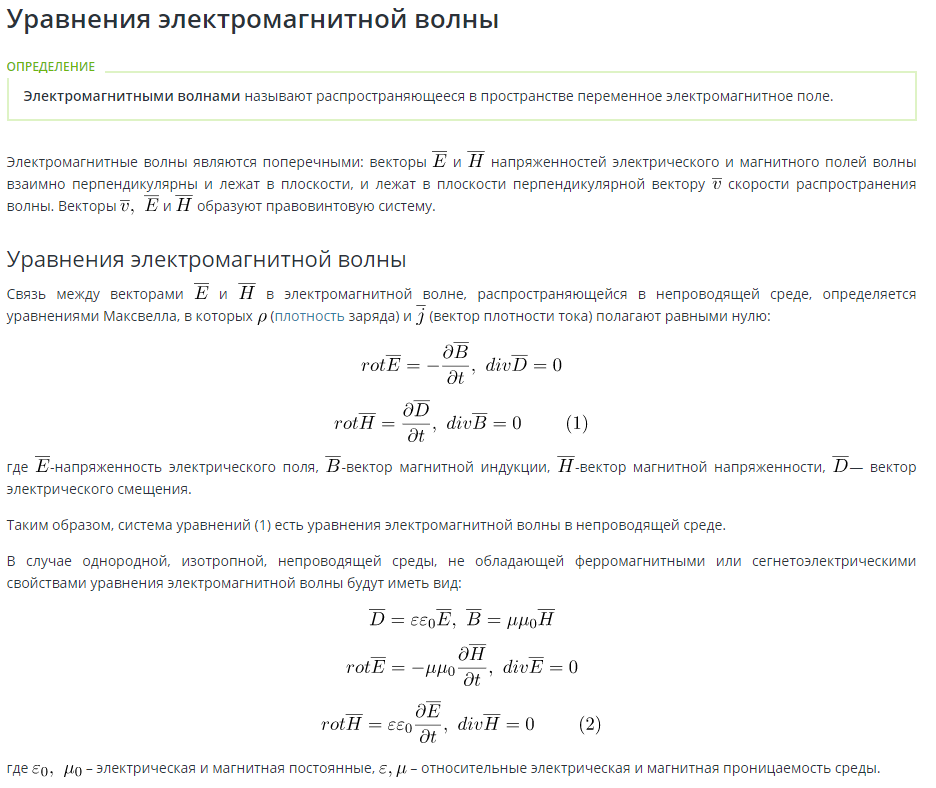 Уравнения электромагнитной волны
ОПРЕДЕЛЕНИЕ
Электромагнитными волнами называют распространяющееся в пространстве переменное электромагнитное поле.
Электромагнитные волны являются поперечными: векторы $\overline{E}$ и $\overline{H}$ напряженностей электрического и магнитного полей волны
взаимно перпендикулярны и лежат в плоскости, и лежат в плоскости перпендикулярной вектору $\overline{v}$ скорости распространения
волны. Векторы $\overline{v},\ \overline{E}$ и $\overline{H}$ образуют правовинтовую систему.
Уравнения электромагнитной волны
Связь между векторами $\overline{E}$ и $\overline{H}$ в электромагнитной волне, распространяющейся в непроводящей среде, определяется
уравнениями Максвелла, в которых $\rho$ (плотность заряда) и $\overline{j}$ (вектор плотности тока) полагают равными нулю:
$rot\overline{E} = -\frac{\partial \overline{B}}{\partial t},\ div\overline{D} = 0$
$rot\overline{H} = \frac{\partial \overline{D}}{\partial t},\ div\overline{B} = 0 \quad (1)$
где $\overline{E}$-напряженность электрического поля, $\overline{B}$-вектор магнитной индукции, $\overline{H}$-вектор магнитной напряженности, $\overline{D}$— вектор
электрического смещения.
Таким образом, система уравнений (1) есть уравнения электромагнитной волны в непроводящей среде.
В случае однородной, изотропной, непроводящей среды, не обладающей ферромагнитными или сегнетоэлектрическими
свойствами уравнения электромагнитной волны будут иметь вид:
$\overline{D} = \varepsilon\varepsilon_0\overline{E},\ \overline{B} = \mu\mu_0\overline{H}$
$rot\overline{E} = -\mu\mu_0\frac{\partial \overline{H}}{\partial t},\ div\overline{E} = 0$
$rot\overline{H} = \varepsilon\varepsilon_0\frac{\partial \overline{E}}{\partial t},\ div\overline{H} = 0 \quad (2)$
где $\varepsilon_0,\ \mu_0$ – электрическая и магнитная постоянные, $\varepsilon, \mu$ – относительные электрическая и магнитная проницаемость среды.